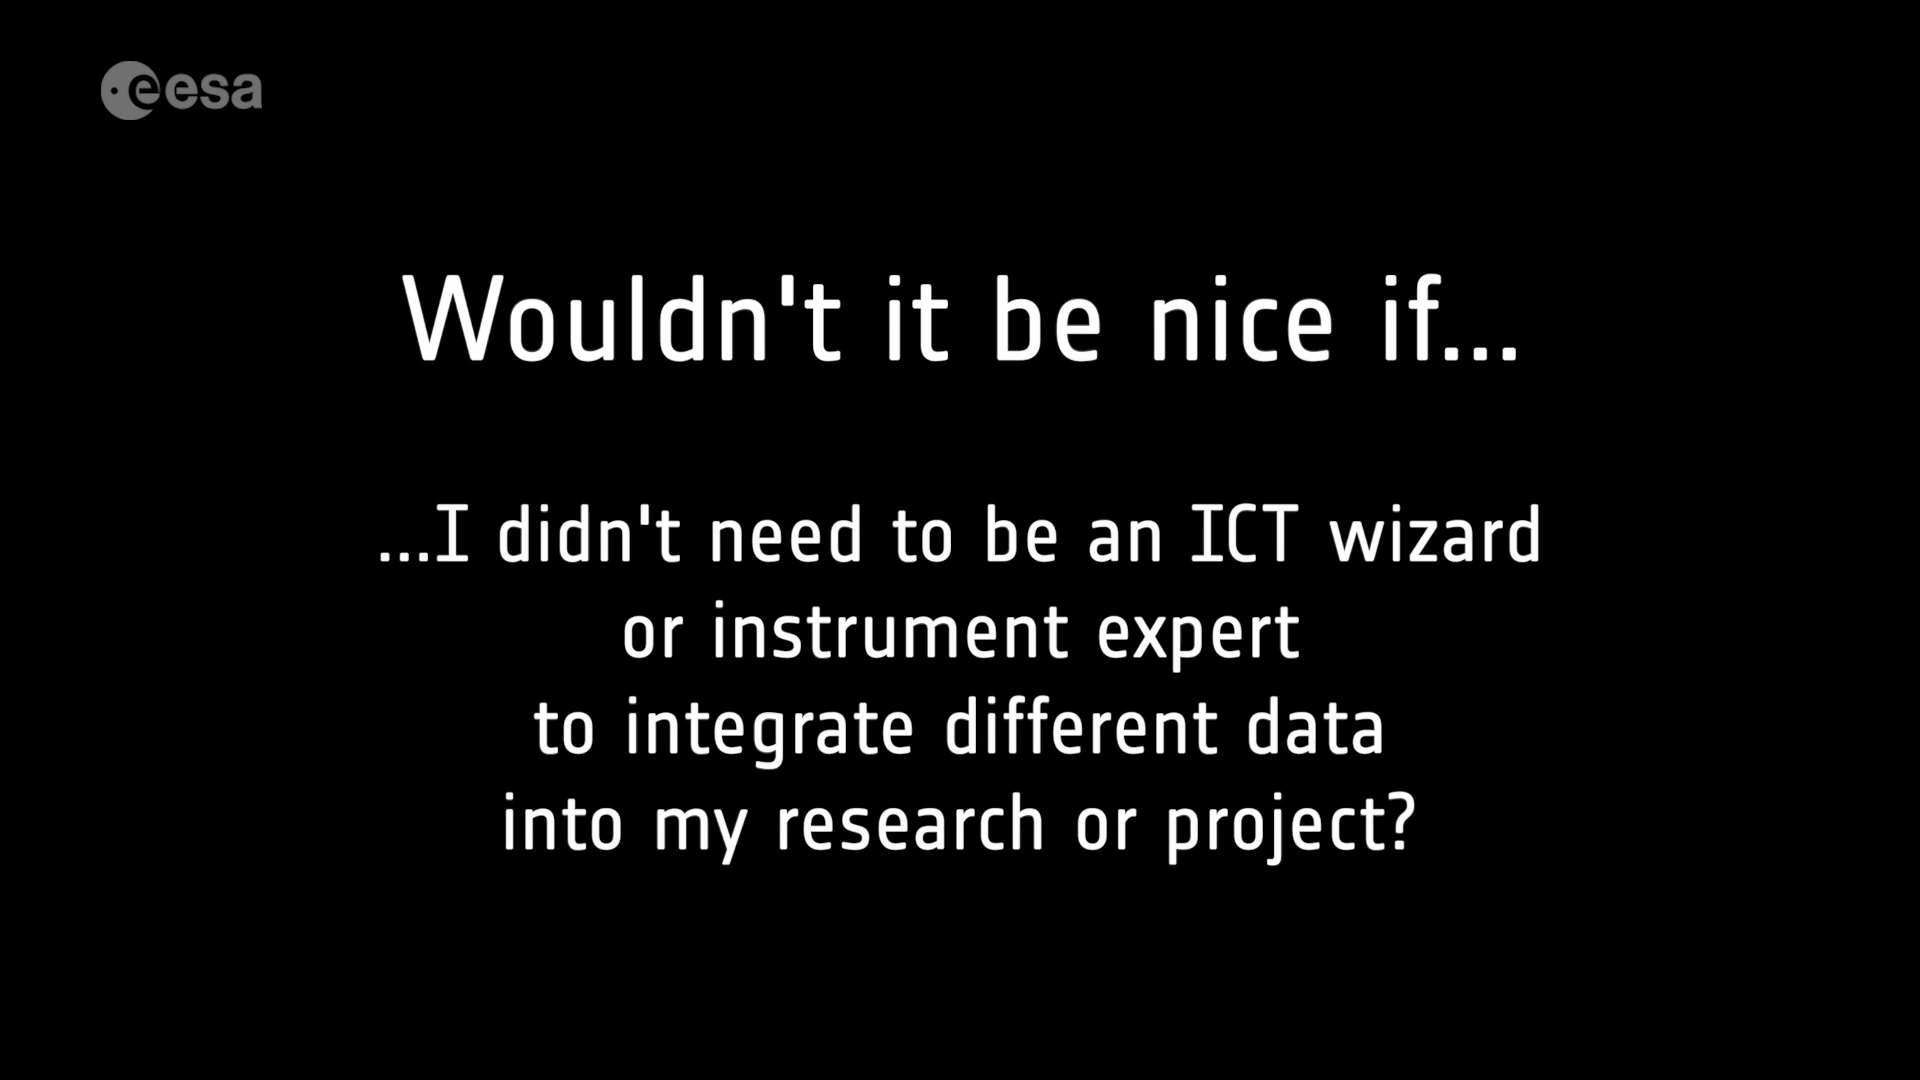 eesa
Wouldn't it be nice if...
...I didn't need to be an ICT wizard
or instrument expert
to integrate different data
into my research or project?